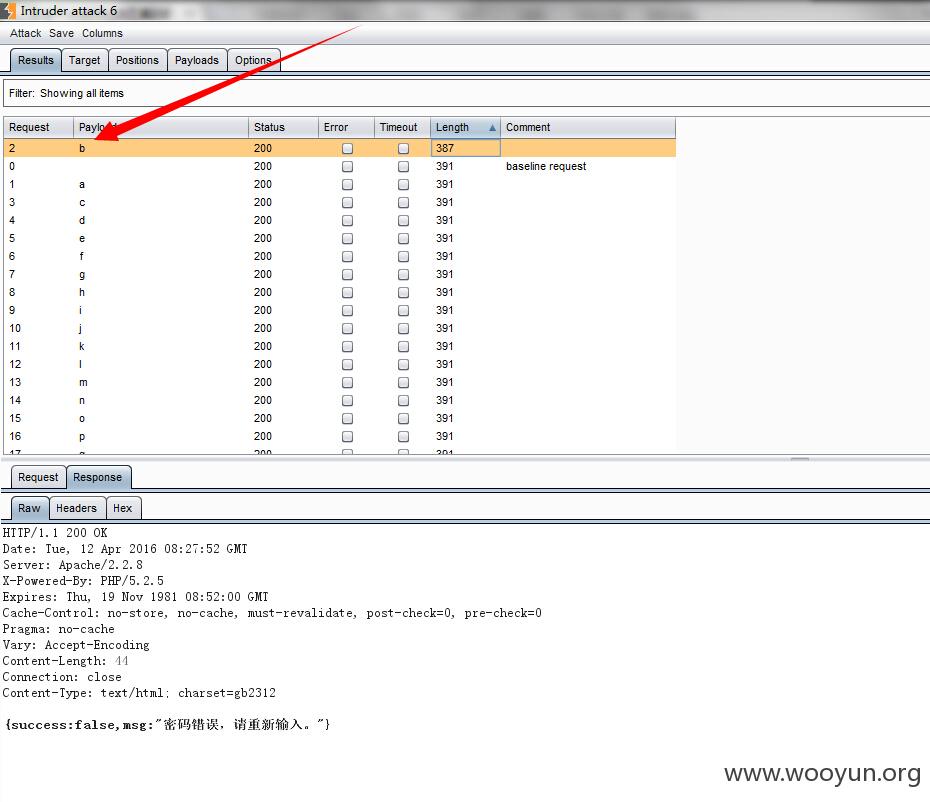 Intruder attack 6
Attack Save Columns
Results Target Positions Payloads Options
Filter: Showing all items
Request Payload Status Error Timeout Length Comment
2 b 200 387
0 200 391 baseline request
1 a 200 391
3 c 200 391
4 d 200 391
5 e 200 391
6 f 200 391
7 g 200 391
8 h 200 391
9 i 200 391
10 j 200 391
11 k 200 391
12 l 200 391
13 m 200 391
14 n 200 391
15 o 200 391
16 p 200 391
17 q 200 391
Request Response
Raw Headers Hex
HTTP/1.1 200 OK
Date: Tue, 12 Apr 2016 08:27:52 GMT
Server: Apache/2.2.8
X-Powered-By: PHP/5.2.5
Expires: Thu, 19 Nov 1981 08:52:00 GMT
Cache-Control: no-store, no-cache, must-revalidate, post-check=0, pre-check=0
Pragma: no-cache
Vary: Accept-Encoding
Content-Length: 44
Connection: close
Content-Type: text/html; charset=gb2312
{success:false,msg:"密码错误，请重新输入。"}
www.wooyun.org